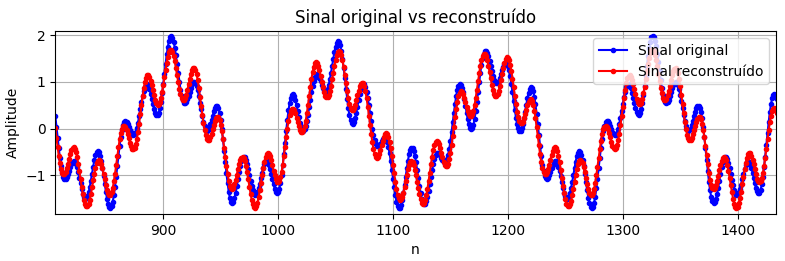 Sinal original vs reconstruído
Sinal original
Sinal reconstruído
Amplitude
2
1
0
−1
900
1000
1100
1200
1300
1400
n